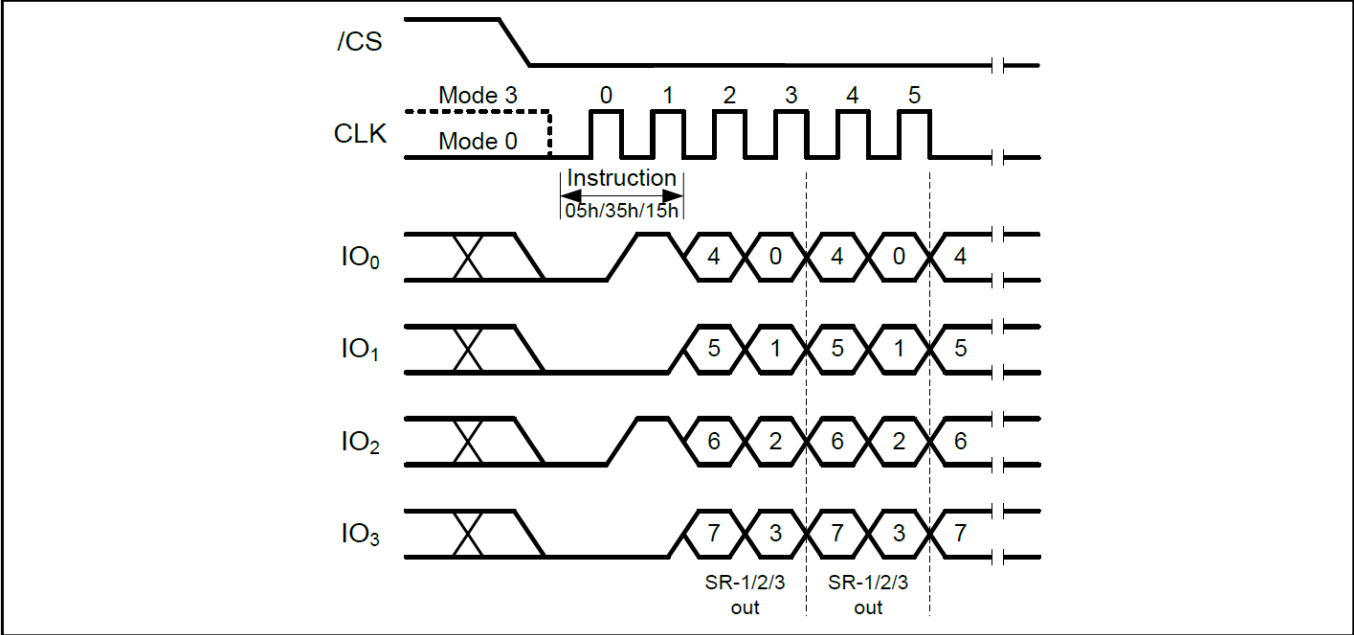 /CS
Mode 3 0 1 2 3 4 5
CLK
Mode 0
Instruction
05h/35h/15h
IO₀ 4 0 4 0 4
IO₁ 5 1 5 1 5
IO₂ 6 2 6 2 6
IO₃ 7 3 7 3 7
SR-1/2/3 SR-1/2/3
out out